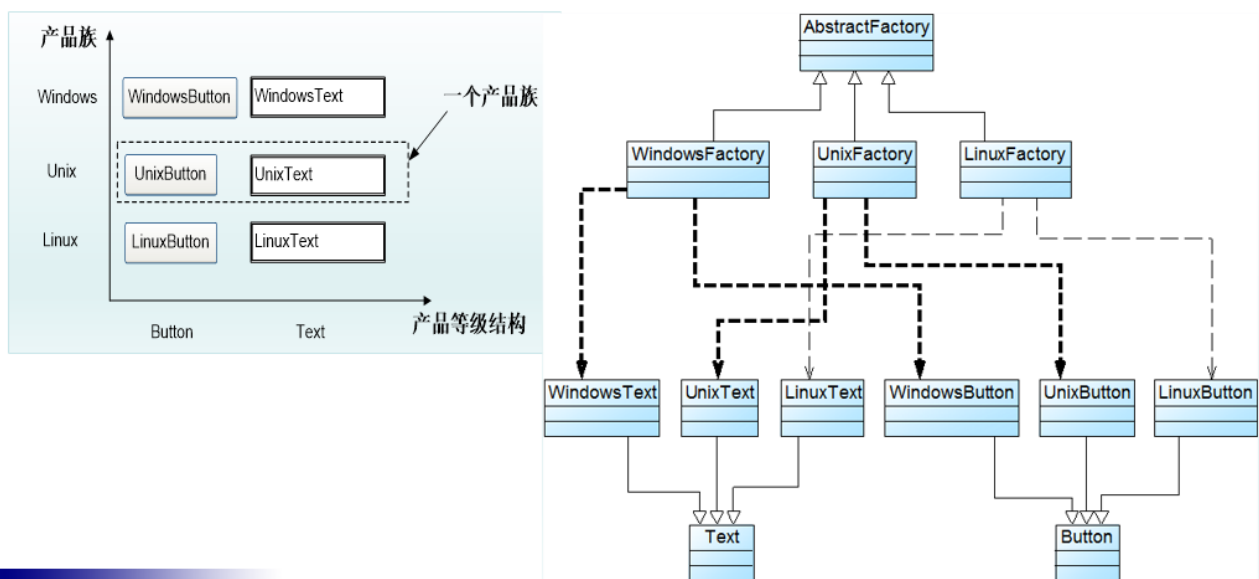 产品族
Windows
WindowsButton
WindowsText
一个产品族
Unix
UnixButton
UnixText
Linux
LinuxButton
LinuxText
Button
Text
产品等级结构
AbstractFactory
WindowsFactory
UnixFactory
LinuxFactory
WindowsText
UnixText
LinuxText
WindowsButton
UnixButton
LinuxButton
Text
Button